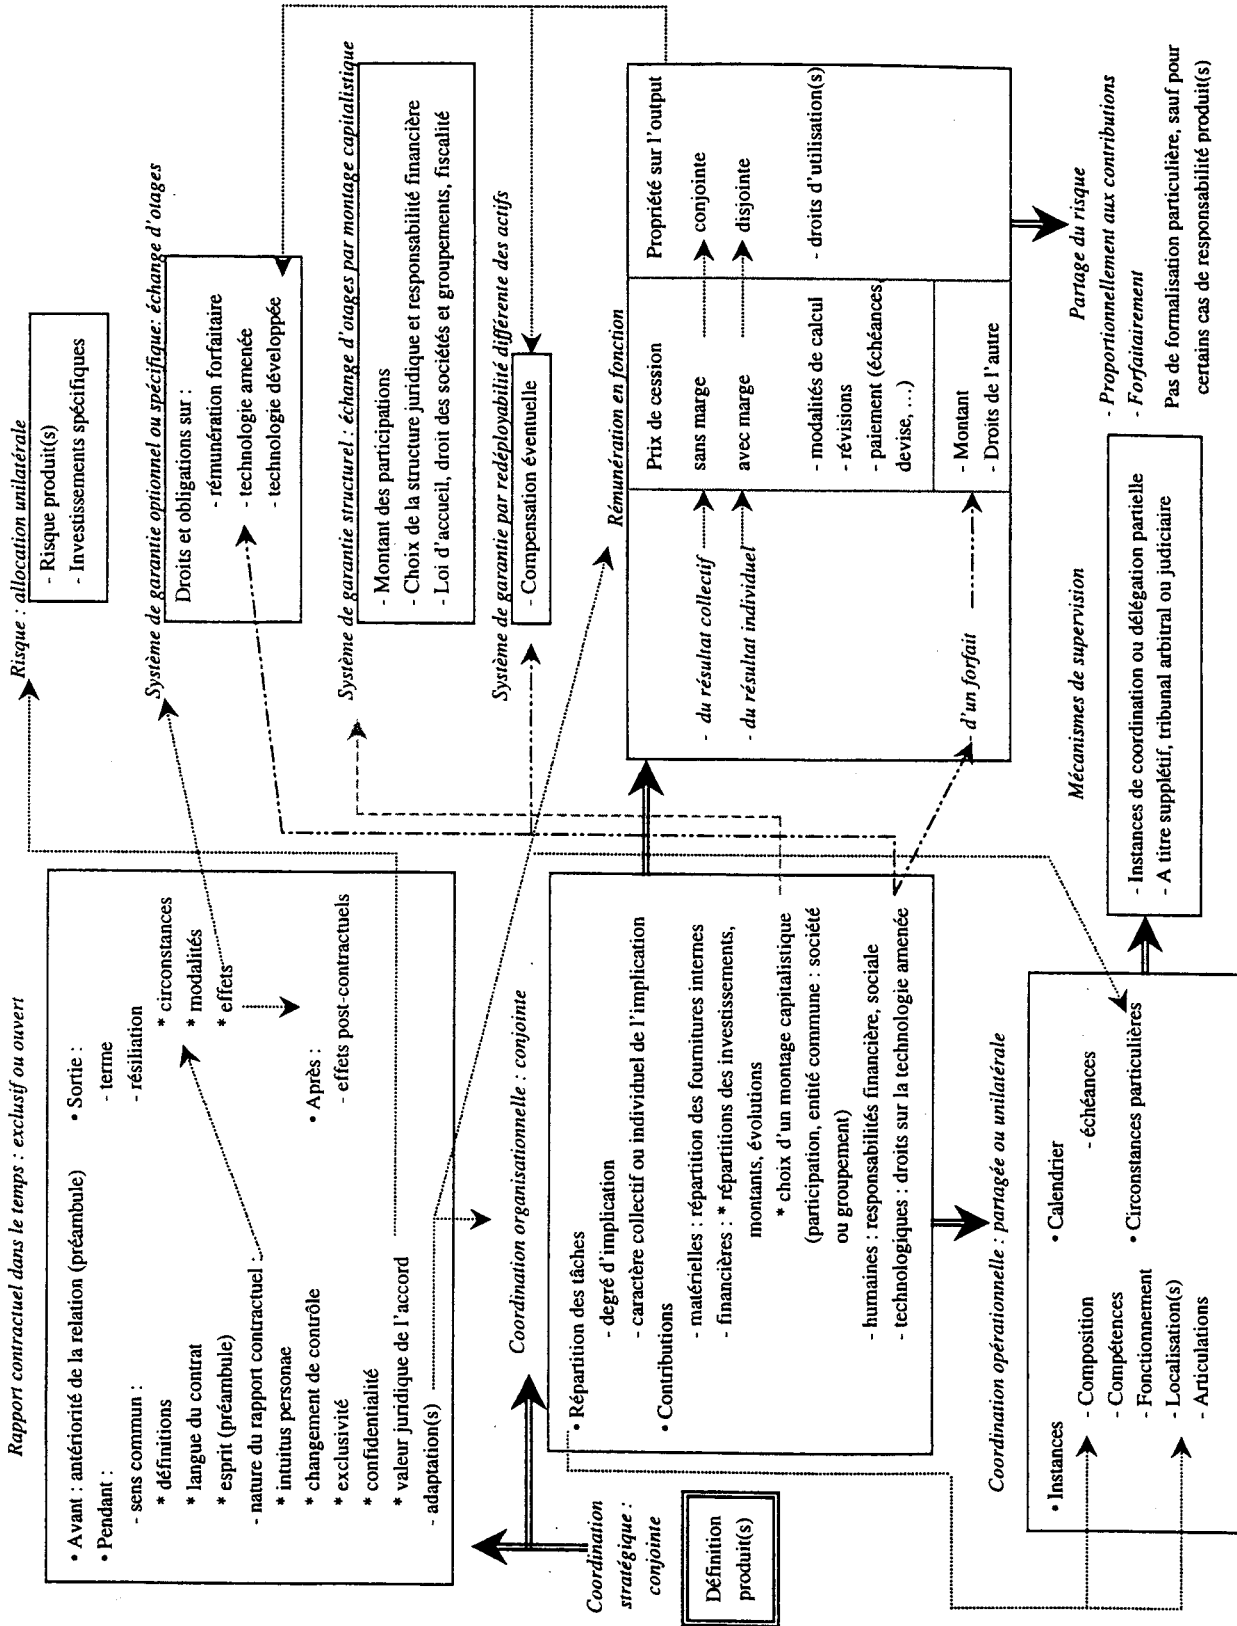 Rapport contractuel dans le temps : exclusif ou ouvert
• Avant : antériorité de la relation (préambule)
• Pendant :
- sens commun :
* définitions
* langue du contrat
* esprit (préambule)
- nature du rapport contractuel :
* intuitus personae
* changement de contrôle
* exclusivité
* confidentialité
* valeur juridique de l'accord
- adaptation(s)
• Sortie :
- terme
- résiliation
* circonstances
* modalités
* effets
• Après :
- effets post-contractuels
Coordination
stratégique :
conjointe
Définition
produit(s)
Coordination organisationnelle : conjointe
• Répartition des tâches
- degré d'implication
- caractère collectif ou individuel de l'implication
• Contributions
- matérielles : répartition des fournitures internes
- financières : * répartitions des investissements,
montants, évolutions
* choix d'un montage capitalistique
(participation, entité commune : société
ou groupement)
- humaines : responsabilités financière, sociale
- technologiques : droits sur la technologie amenée
Coordination opérationnelle : partagée ou unilatérale
• Instances
- Composition
- Compétences
- Fonctionnement
- Localisation(s)
- Articulations
• Calendrier
- échéances
• Circonstances particulières
Risque : allocation unilatérale
- Risque produit(s)
- Investissements spécifiques
Système de garantie optionnel ou spécifique: échange d'otages
Droits et obligations sur :
- rémunération forfaitaire
- technologie amenée
- technologie développée
Système de garantie structurel : échange d'otages par montage capitalistique
- Montant des participations
- Choix de la structure juridique et responsabilité financière
- Loi d'accueil, droit des sociétés et groupements, fiscalité
Système de garantie par redéployabilité différente des actifs
- Compensation éventuelle
Rémunération en fonction
- du résultat collectif
- du résultat individuel
- d'un forfait
Prix de cession
sans marge
avec marge
- modalités de calcul
- révisions
- paiement (échéances,
devise, …)
- Montant
- Droits de l'autre
Propriété sur l'output
conjointe
disjointe
- droits d'utilisation(s)
Mécanismes de supervision
- Instances de coordination ou délégation partielle
- A titre supplétif, tribunal arbitral ou judiciaire
Partage du risque
- Proportionnellement aux contributions
- Forfaitairement
Pas de formalisation particulière, sauf pour
certains cas de responsabilité produit(s)